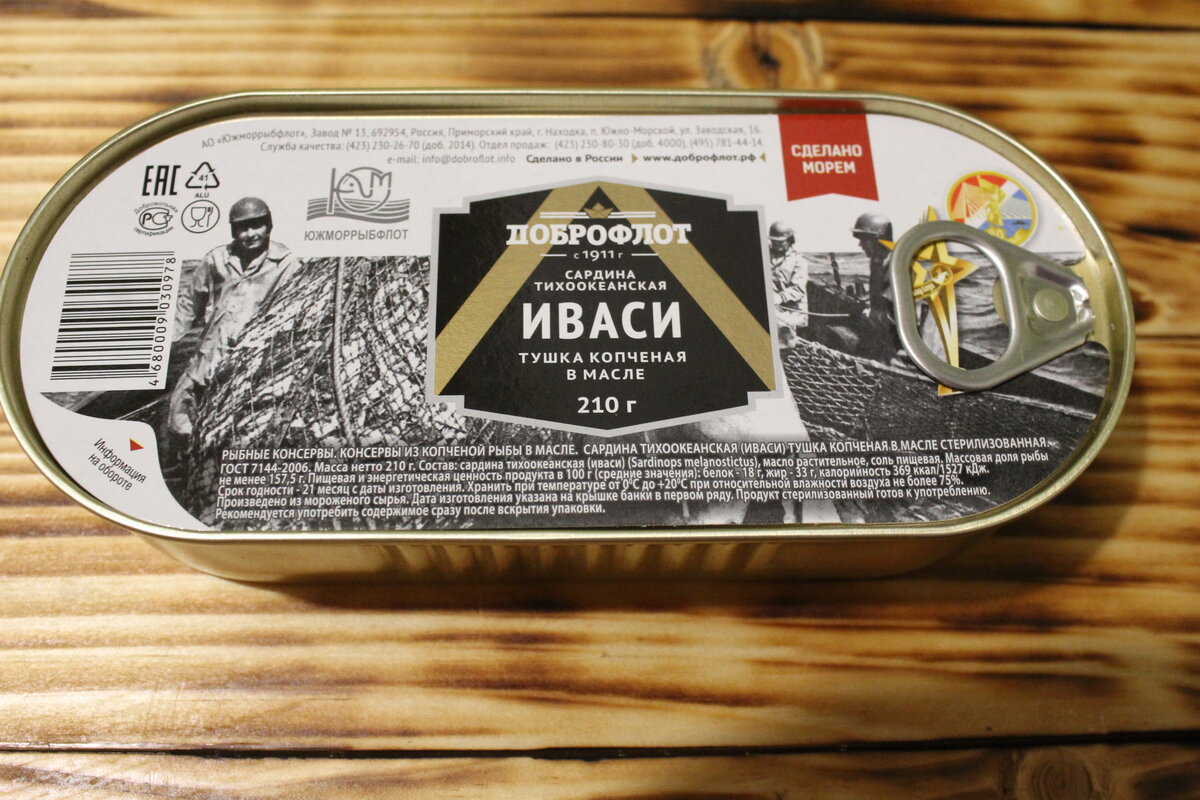 АО «Южморрыбфлот», Завод № 13, 692954, Россия, Приморский край, г. Находка, п. Южно-Морской, ул. Заводская, 16.
Служба качества: (423) 230-26-70 (доб. 2014). Отдел продаж: (423) 230-80-30 (доб. 4000), (495) 781-44-14.
e-mail: info@dobroflot.info Сделано в России www.доброфлот.рф
СДЕЛАНО
МОРЕМ
EAC
41
ALU
Добровольная
РС
сертификация
ЮЖМОРРЫБФЛОТ
ДОБРОФЛОТ
с 1911 г
САРДИНА
ТИХООКЕАНСКАЯ
ИВАСИ
ТУШКА КОПЧЕНАЯ
В МАСЛЕ
210 г
4680009030978
Информация
на обороте
РЫБНЫЕ КОНСЕРВЫ. КОНСЕРВЫ ИЗ КОПЧЕНОЙ РЫБЫ В МАСЛЕ. САРДИНА ТИХООКЕАНСКАЯ (ИВАСИ) ТУШКА КОПЧЕНАЯ В МАСЛЕ СТЕРИЛИЗОВАННАЯ.
ГОСТ 7144-2006. Масса нетто 210 г. Состав: сардина тихоокеанская (иваси) (Sardinops melanostictus), масло растительное, соль пищевая. Массовая доля рыбы
не менее 157,5 г. Пищевая и энергетическая ценность продукта в 100 г (средние значения): белок - 18 г. жир - 33 г. калорийность 369 ккал/1527 кДж.
Срок годности - 21 месяц с даты изготовления. Хранить при температуре от 0°С до +20°С при относительной влажности воздуха не более 75%.
Произведено из мороженого сырья. Дата изготовления указана на крышке банки в первом ряду. Продукт стерилизованный готов к употреблению.
Рекомендуется употребить содержимое сразу после вскрытия упаковки.